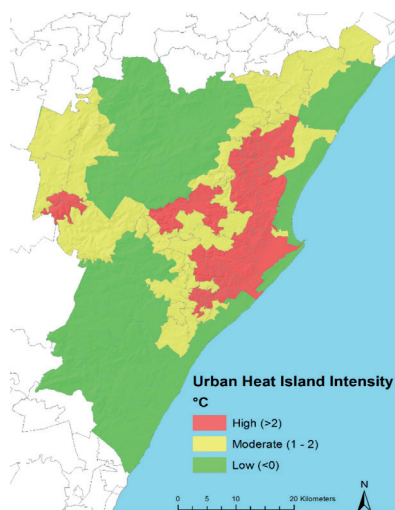 Urban Heat Island Intensity
°C
High (>2)
Moderate (1 - 2)
Low (<0)
N
0 5 10 20 Kilometers